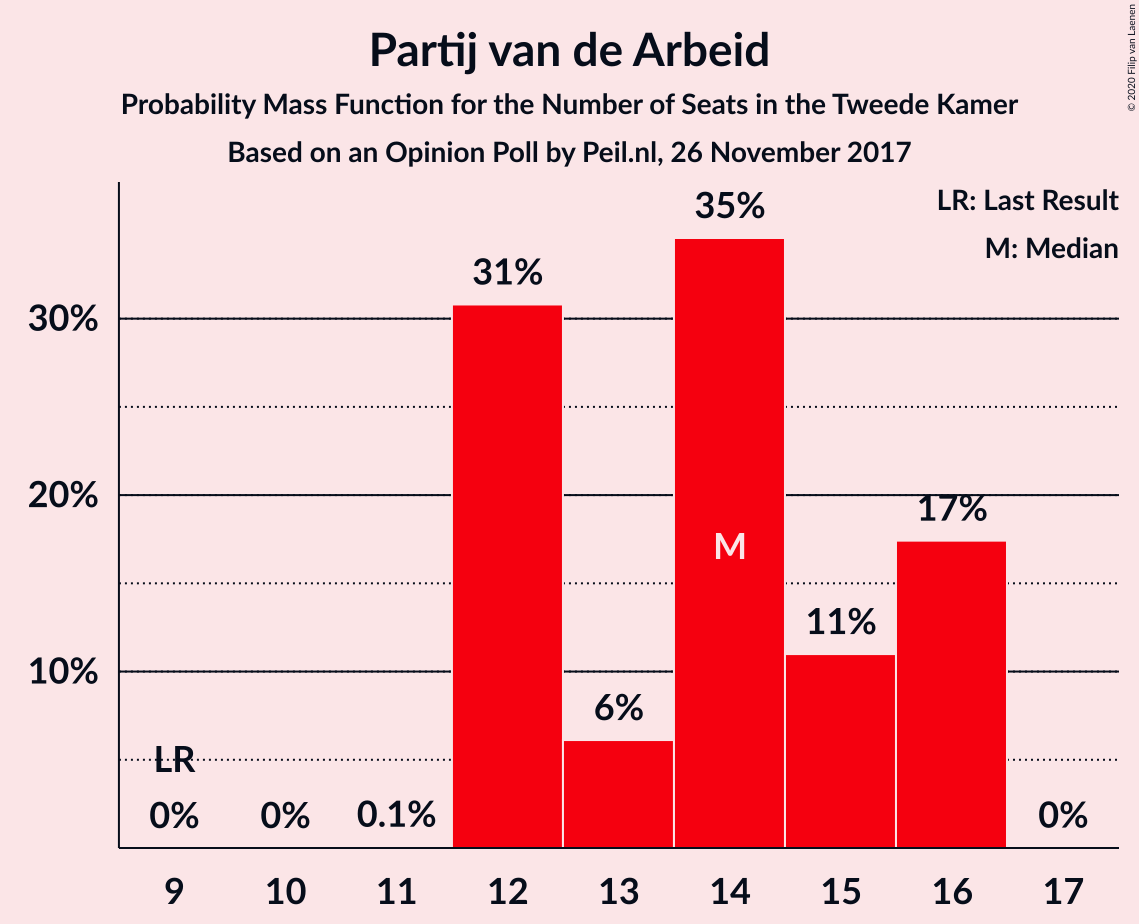 Partij van de Arbeid
Probability Mass Function for the Number of Seats in the Tweede Kamer
Based on an Opinion Poll by Peil.nl, 26 November 2017
© 2020 Filip van Laenen
LR: Last Result
M: Median
35%
31%
30%
20%
17%
M
11%
10%
6%
LR
0%
0%
0.1%
0%
9 10 11 12 13 14 15 16 17